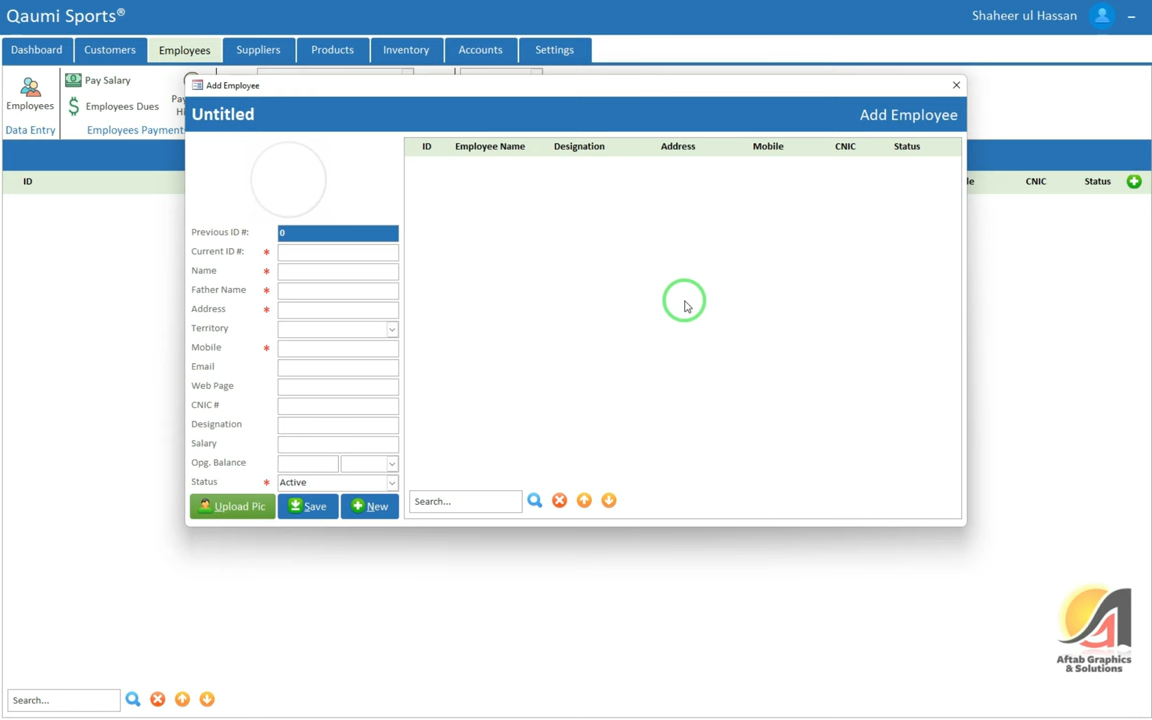 Qaumi Sports®
Shaheer ul Hassan
Dashboard Customers Employees Suppliers Products Inventory Accounts Settings
Employees
Data Entry
Pay Salary
Employees Dues
Employees Payment
Add Employee
Untitled
Add Employee
ID
CNIC Status
Previous ID #: 0
Current ID #: *
Name *
Father Name *
Address *
Territory
Mobile *
Email
Web Page
CNIC #
Designation
Salary
Opg. Balance
Status * Active
Upload Pic Save New
ID Employee Name Designation Address Mobile CNIC Status
Search...
Aftab Graphics
& Solutions
Search...